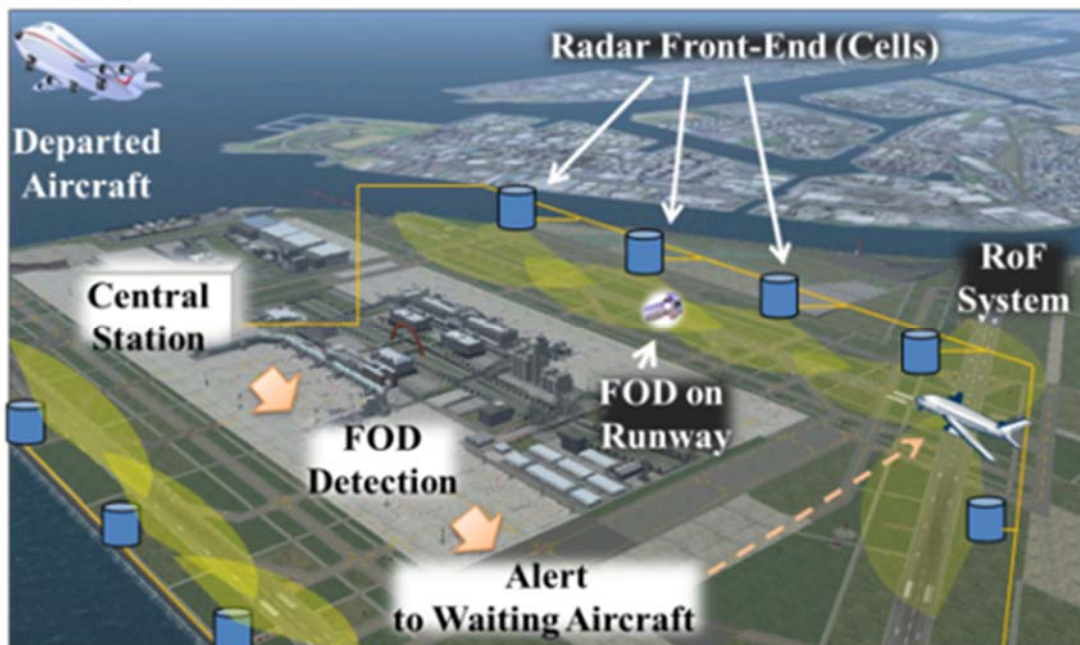 Radar Front-End (Cells)
Departed
Aircraft
RoF
System
Central
Station
FOD on
Runway
FOD
Detection
Alert
to Waiting Aircraft